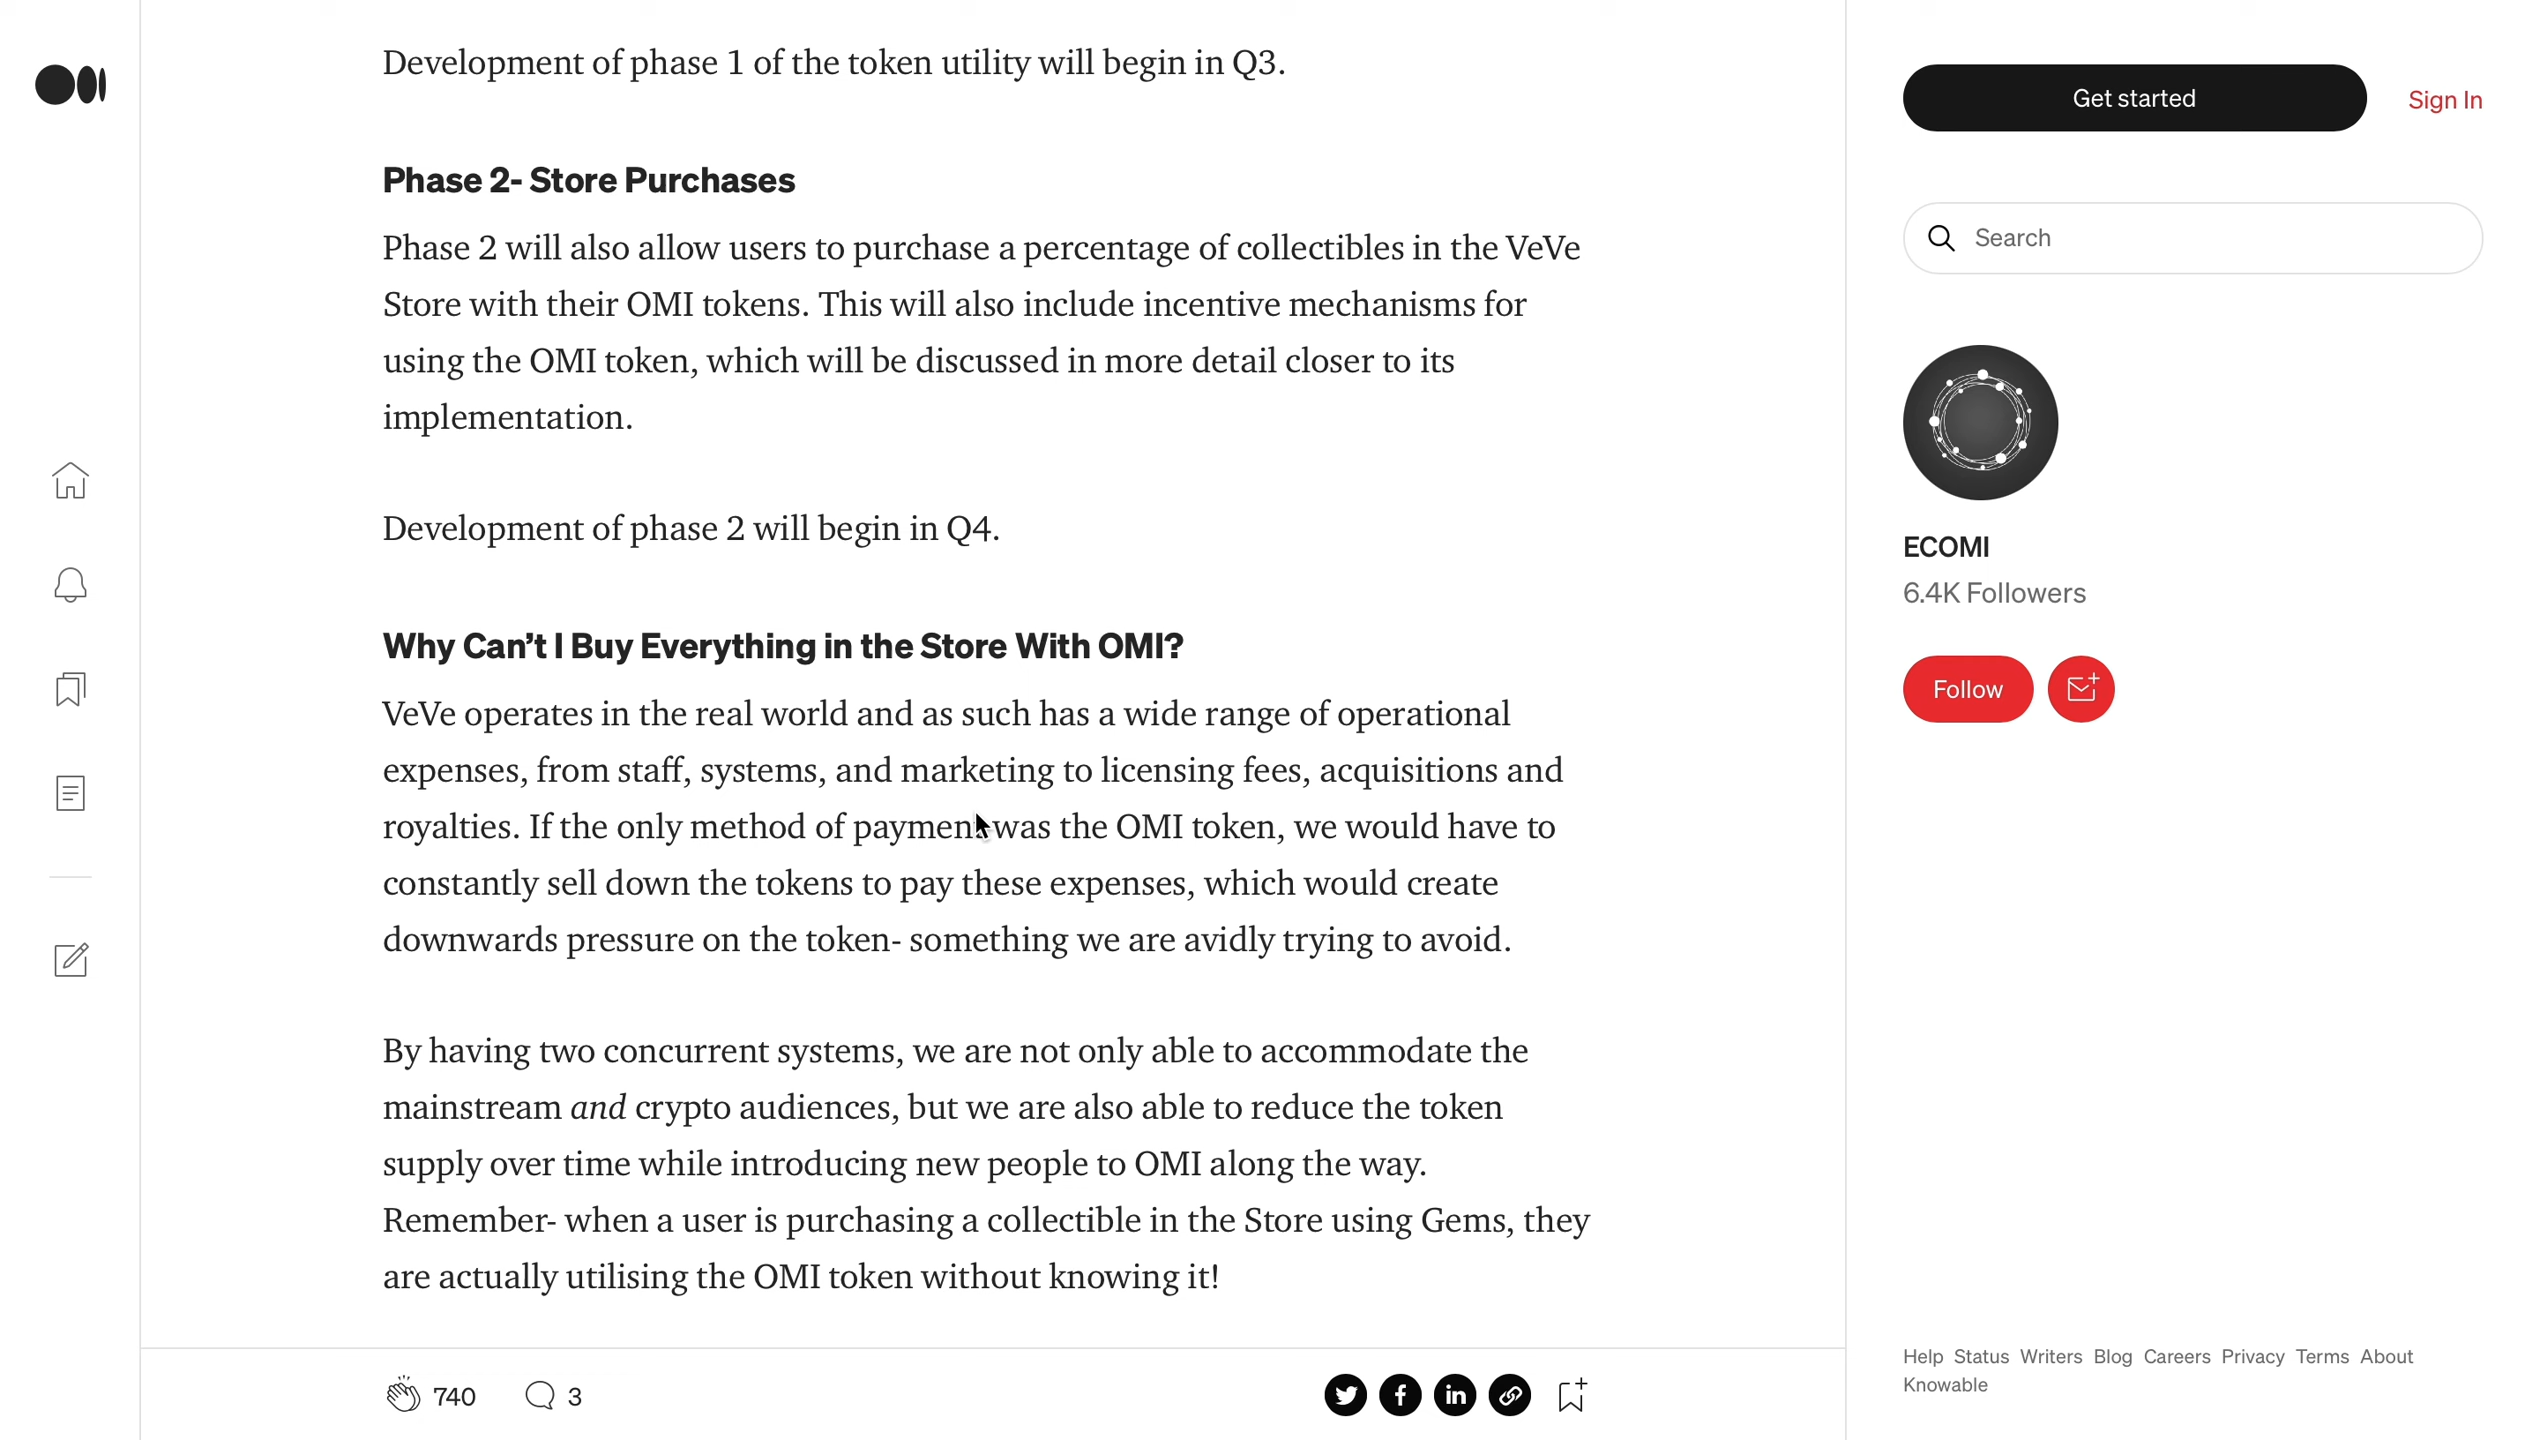 Development of phase 1 of the token utility will begin in Q3.
Phase 2- Store Purchases
Phase 2 will also allow users to purchase a percentage of collectibles in the VeVe
Store with their OMI tokens. This will also include incentive mechanisms for
using the OMI token, which will be discussed in more detail closer to its
implementation.
Development of phase 2 will begin in Q4.
Why Can’t I Buy Everything in the Store With OMI?
VeVe operates in the real world and as such has a wide range of operational
expenses, from staff, systems, and marketing to licensing fees, acquisitions and
royalties. If the only method of payment was the OMI token, we would have to
constantly sell down the tokens to pay these expenses, which would create
downwards pressure on the token- something we are avidly trying to avoid.
By having two concurrent systems, we are not only able to accommodate the
mainstream and crypto audiences, but we are also able to reduce the token
supply over time while introducing new people to OMI along the way.
Remember- when a user is purchasing a collectible in the Store using Gems, they
are actually utilising the OMI token without knowing it!
740 3
Get started Sign In
Search
ECOMI
6.4K Followers
Follow
Help Status Writers Blog Careers Privacy Terms About
Knowable